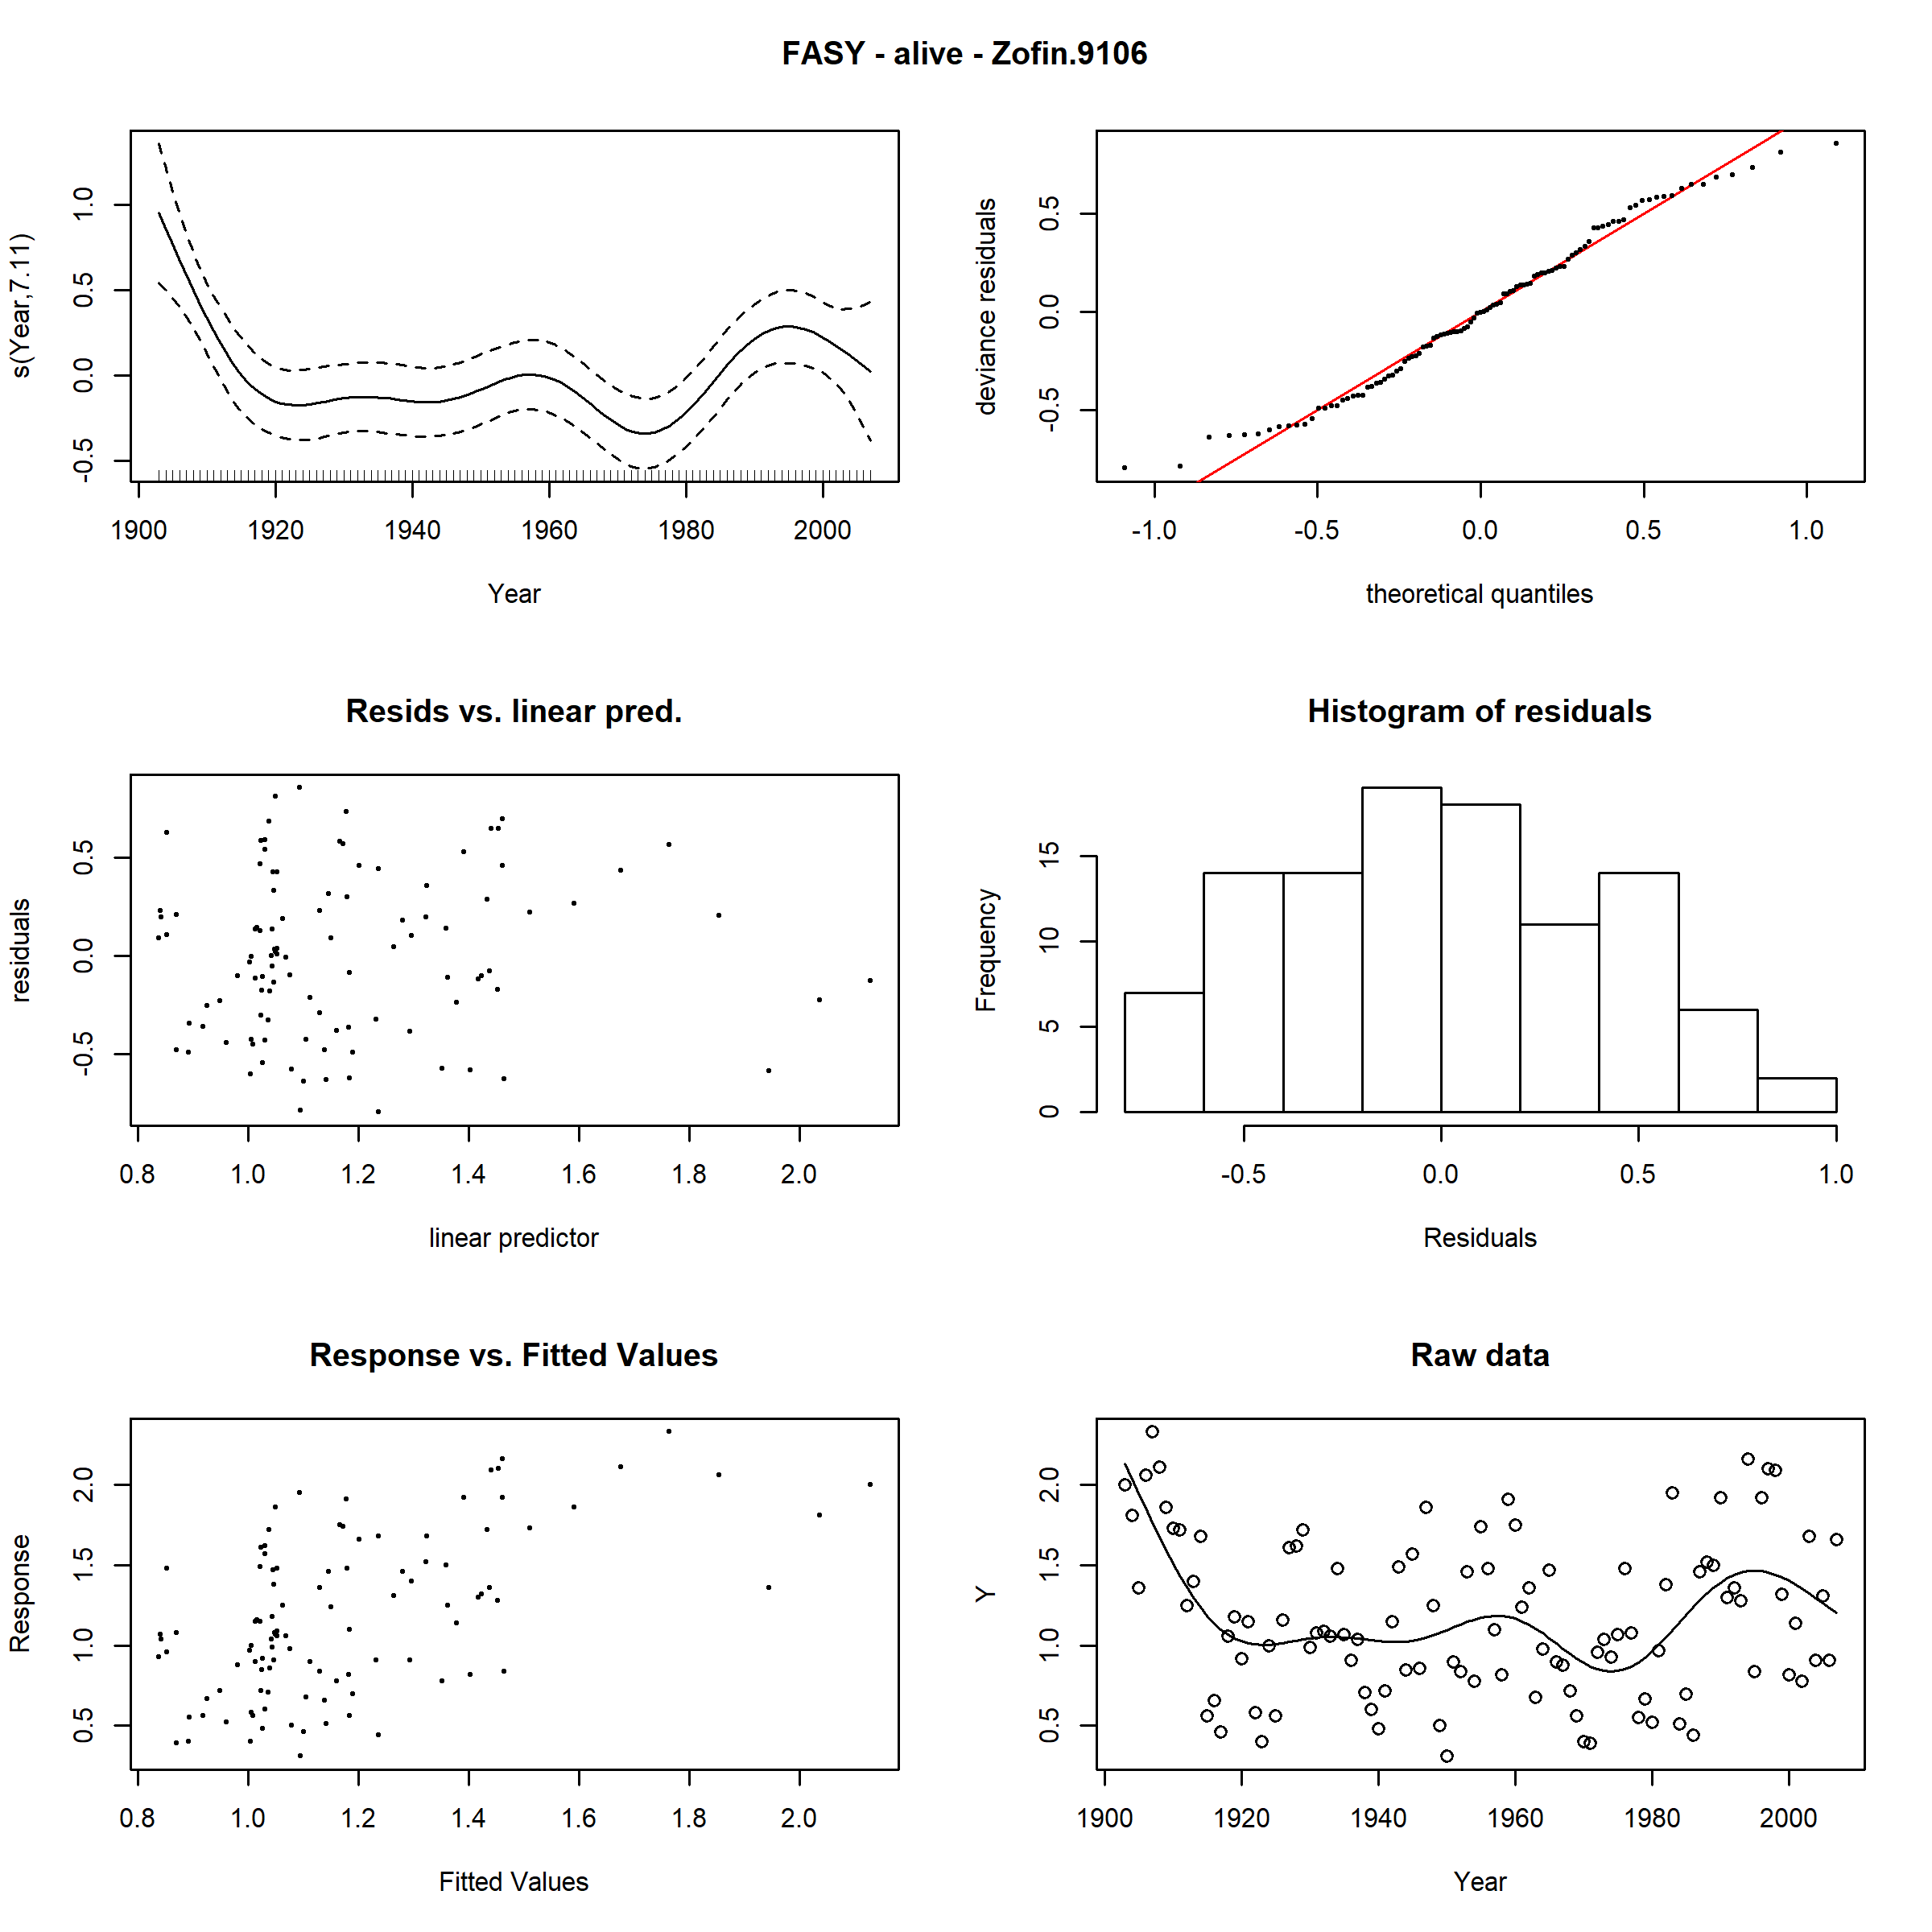 FASY - alive - Zofin.9106
s(Year,7.11)
1.0
0.5
0.0
-0.5
1900 1920 1940 1960 1980 2000
Year
deviance residuals
0.5
0.0
-0.5
-1.0 -0.5 0.0 0.5 1.0
theoretical quantiles
Resids vs. linear pred.
residuals
0.5
0.0
-0.5
0.8 1.0 1.2 1.4 1.6 1.8 2.0
linear predictor
Histogram of residuals
Frequency
15
10
5
0
-0.5 0.0 0.5 1.0
Residuals
Response vs. Fitted Values
Response
2.0
1.5
1.0
0.5
0.8 1.0 1.2 1.4 1.6 1.8 2.0
Fitted Values
Raw data
Y
2.0
1.5
1.0
0.5
1900 1920 1940 1960 1980 2000
Year